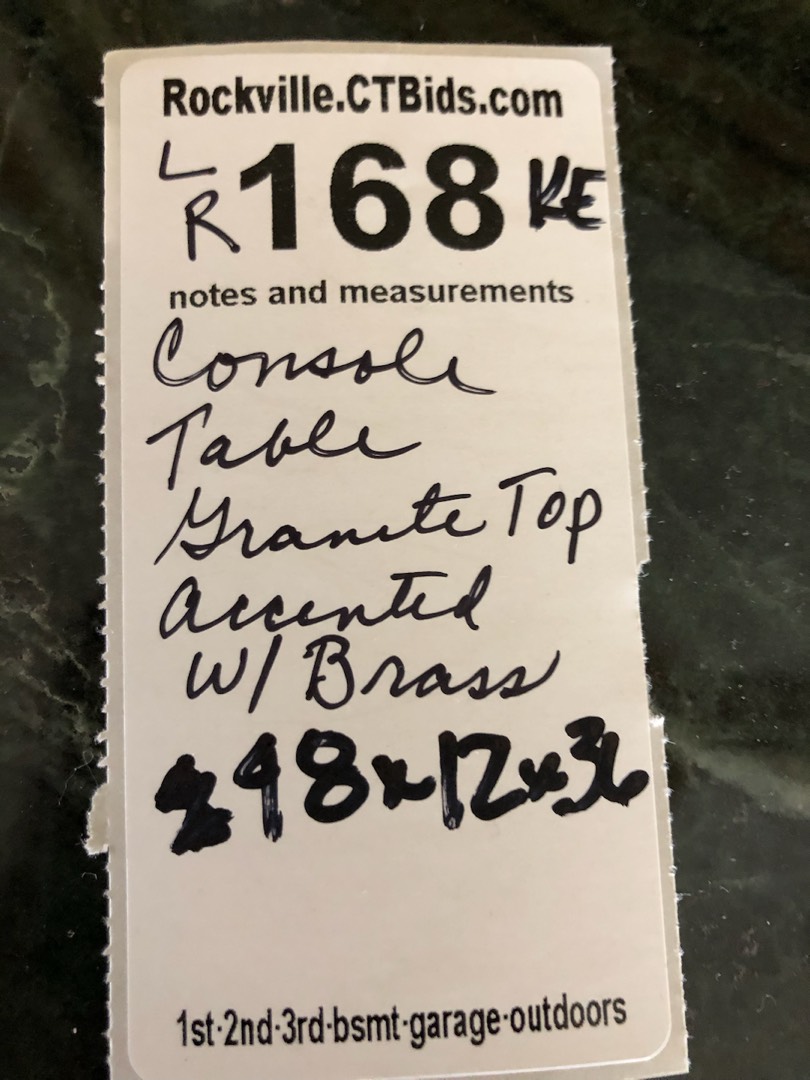 Rockville.CTBids.com
L
R 168 KE
notes and measurements
Console
Table
Granite Top
Accented
W/ Brass
48x12x36
1st·2nd·3rd·bsmt·garage·outdoors